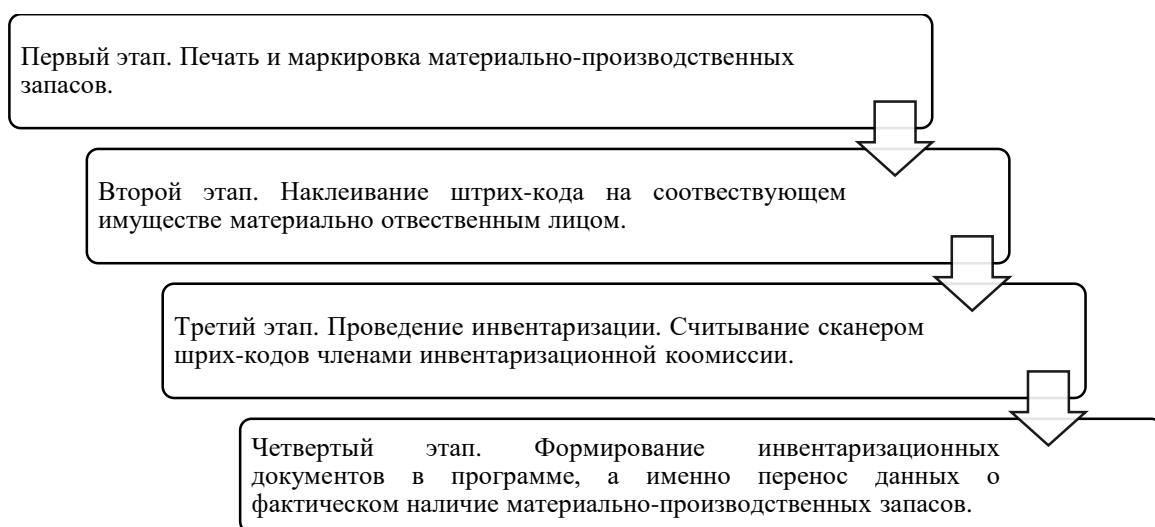 Первый этап. Печать и маркировка материально-производственных
запасов.
Второй этап. Наклеивание штрих-кода на соотвествующем
имуществе материально отвественным лицом.
Третий этап. Проведение инвентаризации. Считывание сканером
шрих-кодов членами инвентаризационной коомиссии.
Четвертый этап. Формирование инвентаризационных
документов в программе, а именно перенос данных о
фактическом наличие материально-производственных запасов.